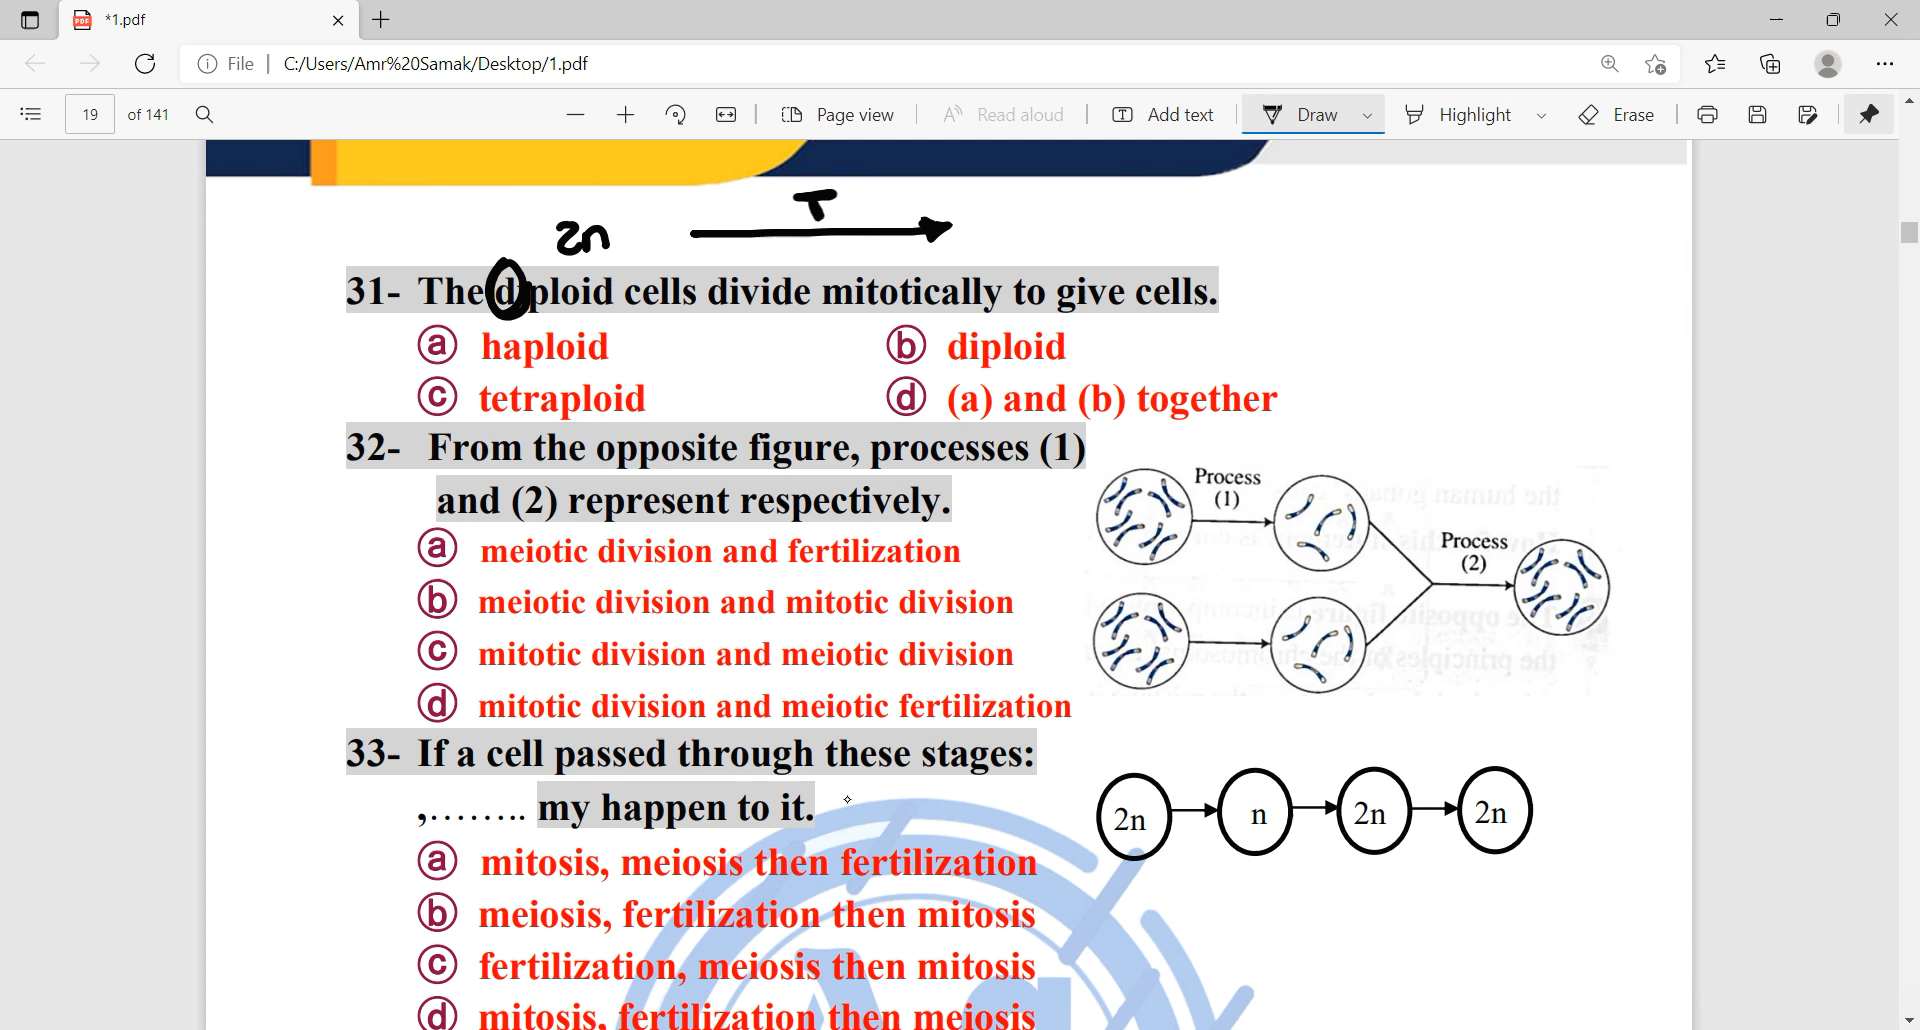 *1.pdf
File
C:/Users/Amr%20Samak/Desktop/1.pdf
19 of 141
Page view
Read aloud
Add text
Draw
Highlight
Erase
T
2n
31- The diploid cells divide mitotically to give cells.
ⓐ haploid ⓑ diploid
ⓒ tetraploid ⓓ (a) and (b) together
32- From the opposite figure, processes (1)
and (2) represent respectively.
ⓐ meiotic division and fertilization
ⓑ meiotic division and mitotic division
ⓒ mitotic division and meiotic division
ⓓ mitotic division and meiotic fertilization
Process
(1)
Process
(2)
33- If a cell passed through these stages:
,........ my happen to it.
2n n 2n 2n
ⓐ mitosis, meiosis then fertilization
ⓑ meiosis, fertilization then mitosis
ⓒ fertilization, meiosis then mitosis
ⓓ mitosis, fertilization then meiosis